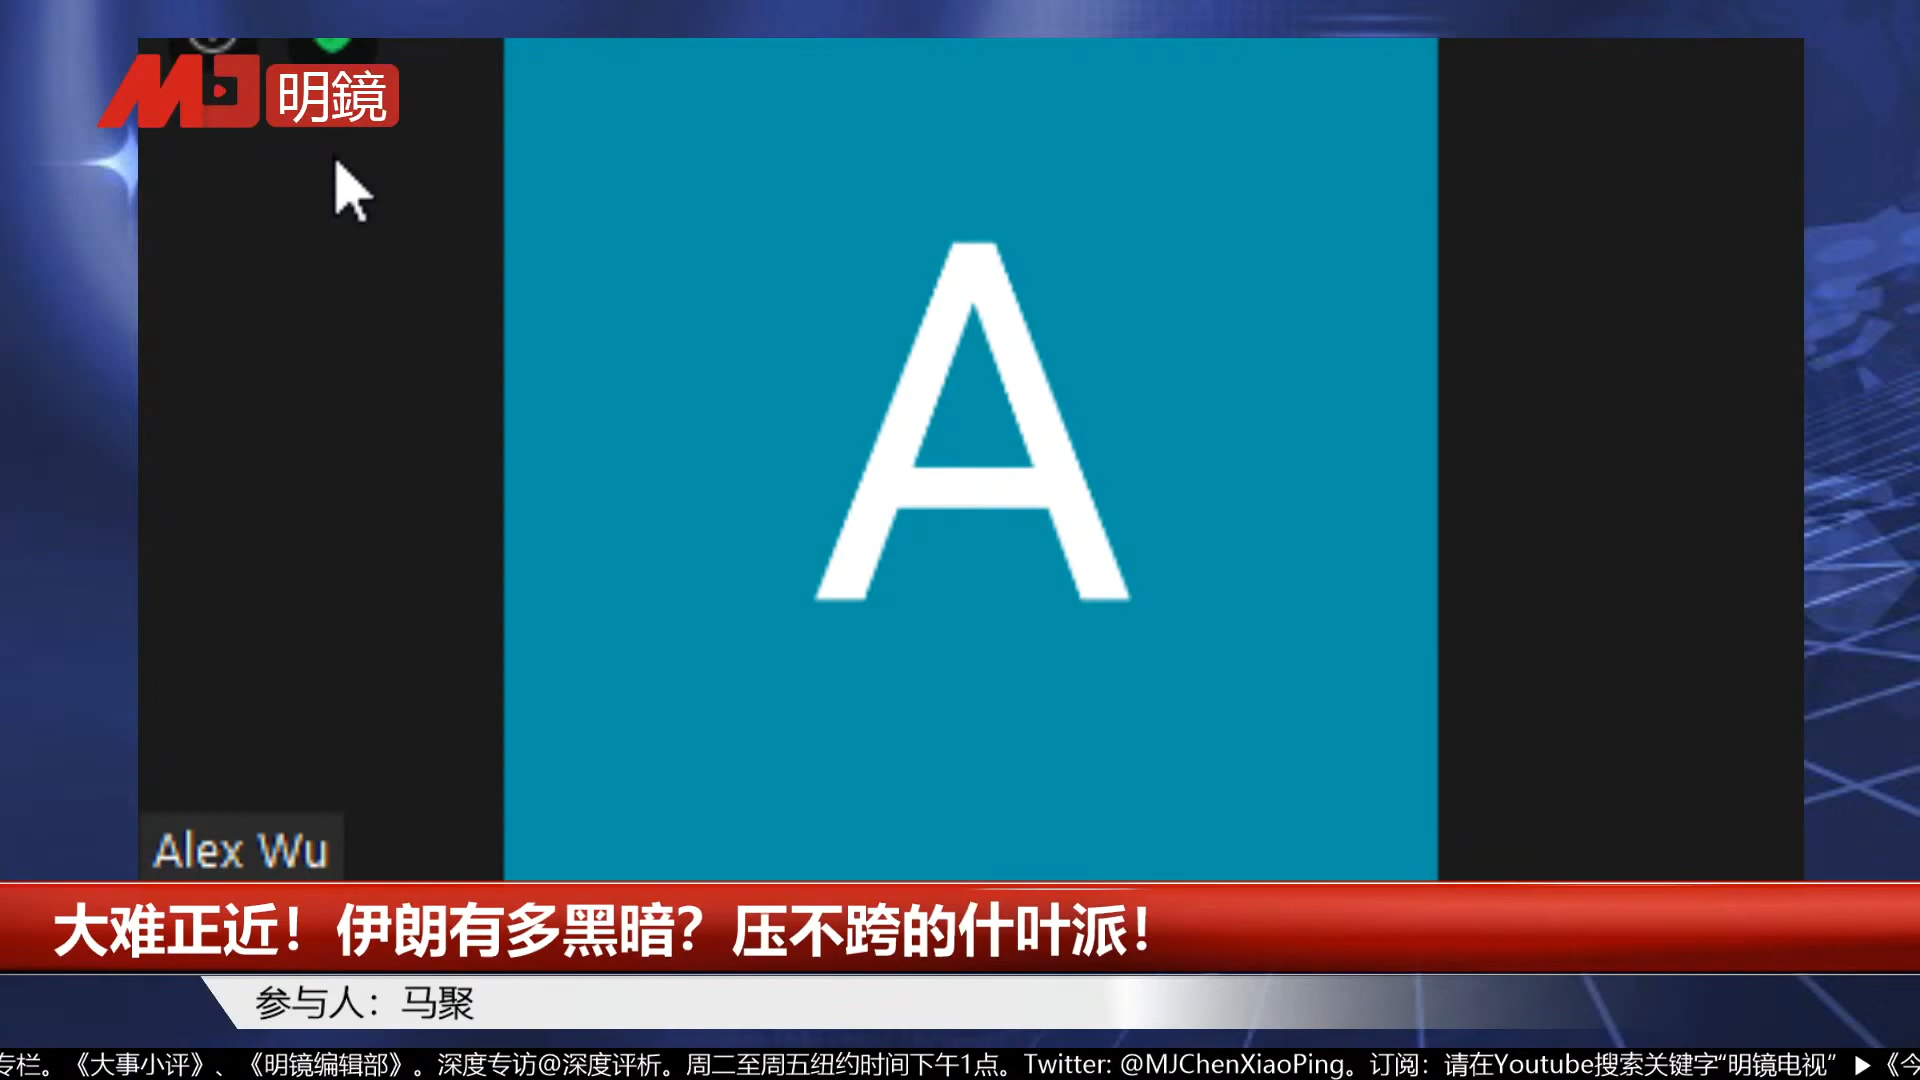 MJ 明鏡
A
Alex Wu
大难正近！伊朗有多黑暗？压不跨的什叶派！
参与人：马聚
专栏。《大事小评》、《明镜编辑部》。深度专访@深度评析。周二至周五纽约时间下午1点。Twitter: @MJChenXiaoPing。订阅：请在Youtube搜索关键字“明镜电视” ▶《今